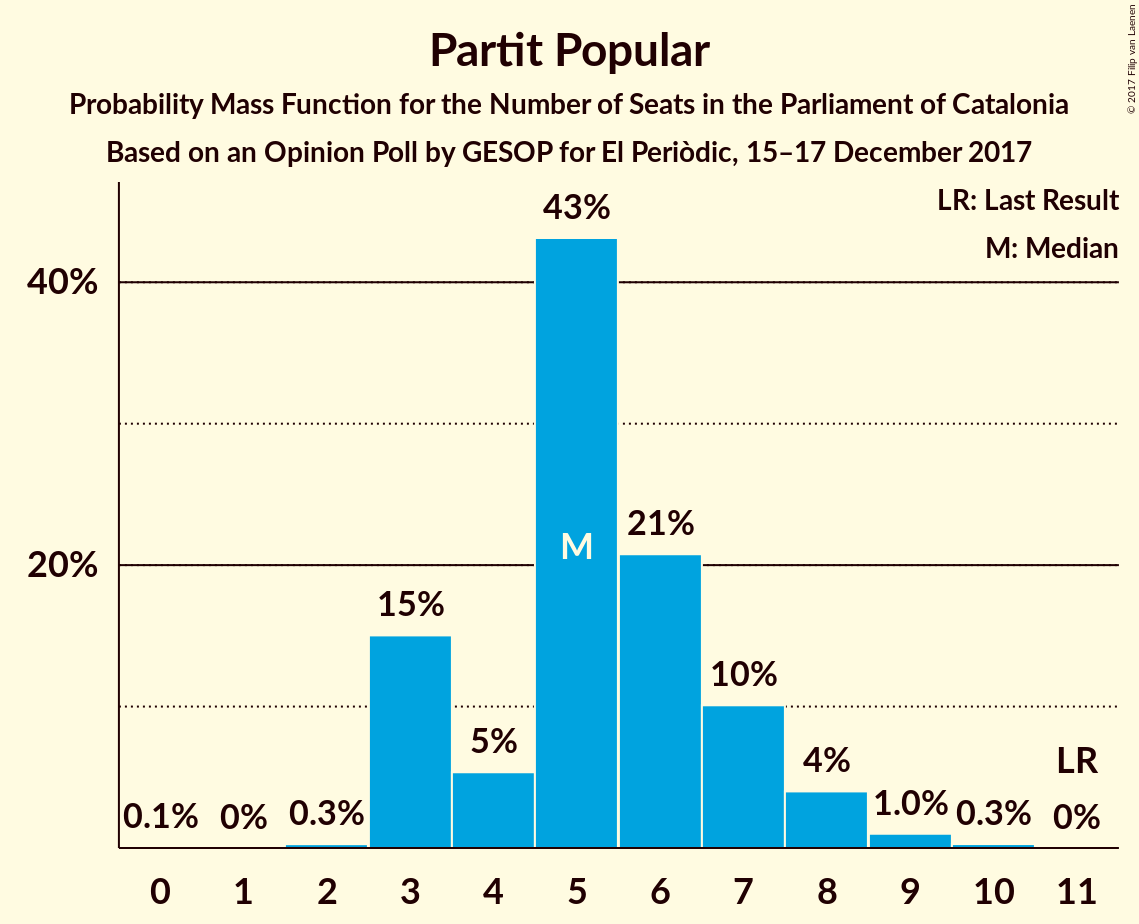 Partit Popular
Probability Mass Function for the Number of Seats in the Parliament of Catalonia
Based on an Opinion Poll by GESOP for El Periòdic, 15–17 December 2017
© 2017 Filip van Laenen
LR: Last Result
M: Median
40%
20%
43%
M
21%
15%
10%
5%
4%
LR
0.1%
0%
0.3%
1.0%
0.3%
0%
0 1 2 3 4 5 6 7 8 9 10 11